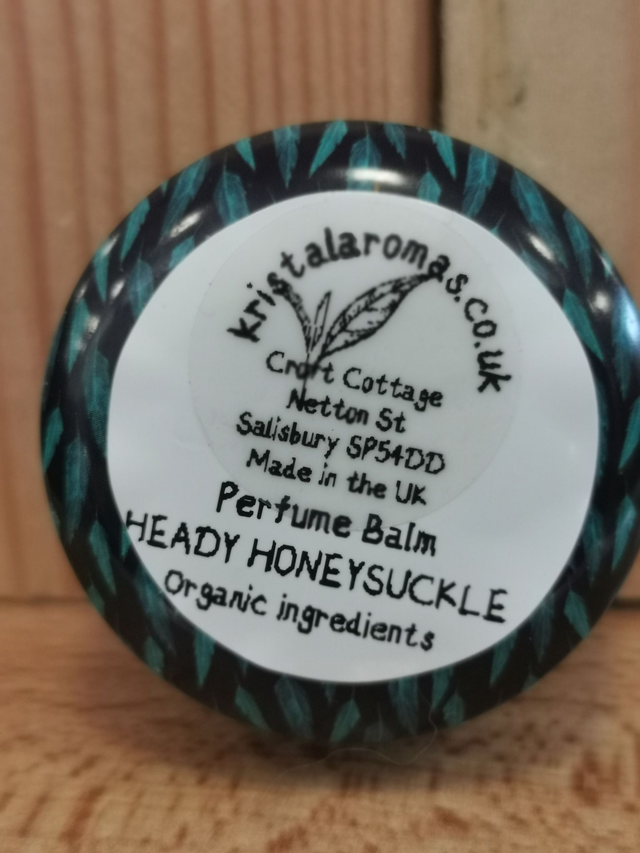 kristalaromas.co.uk
Croft Cottage
Netton St
Salisbury SP54DD
Made in the UK
Perfume Balm
HEADY HONEYSUCKLE
Organic ingredients